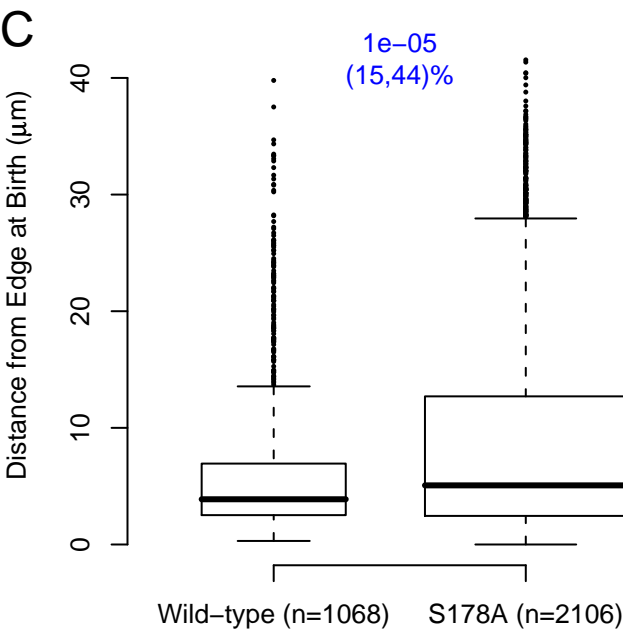 C
1e−05
(15,44)%
Distance from Edge at Birth (μm)
40
30
20
10
0
Wild−type (n=1068)
S178A (n=2106)